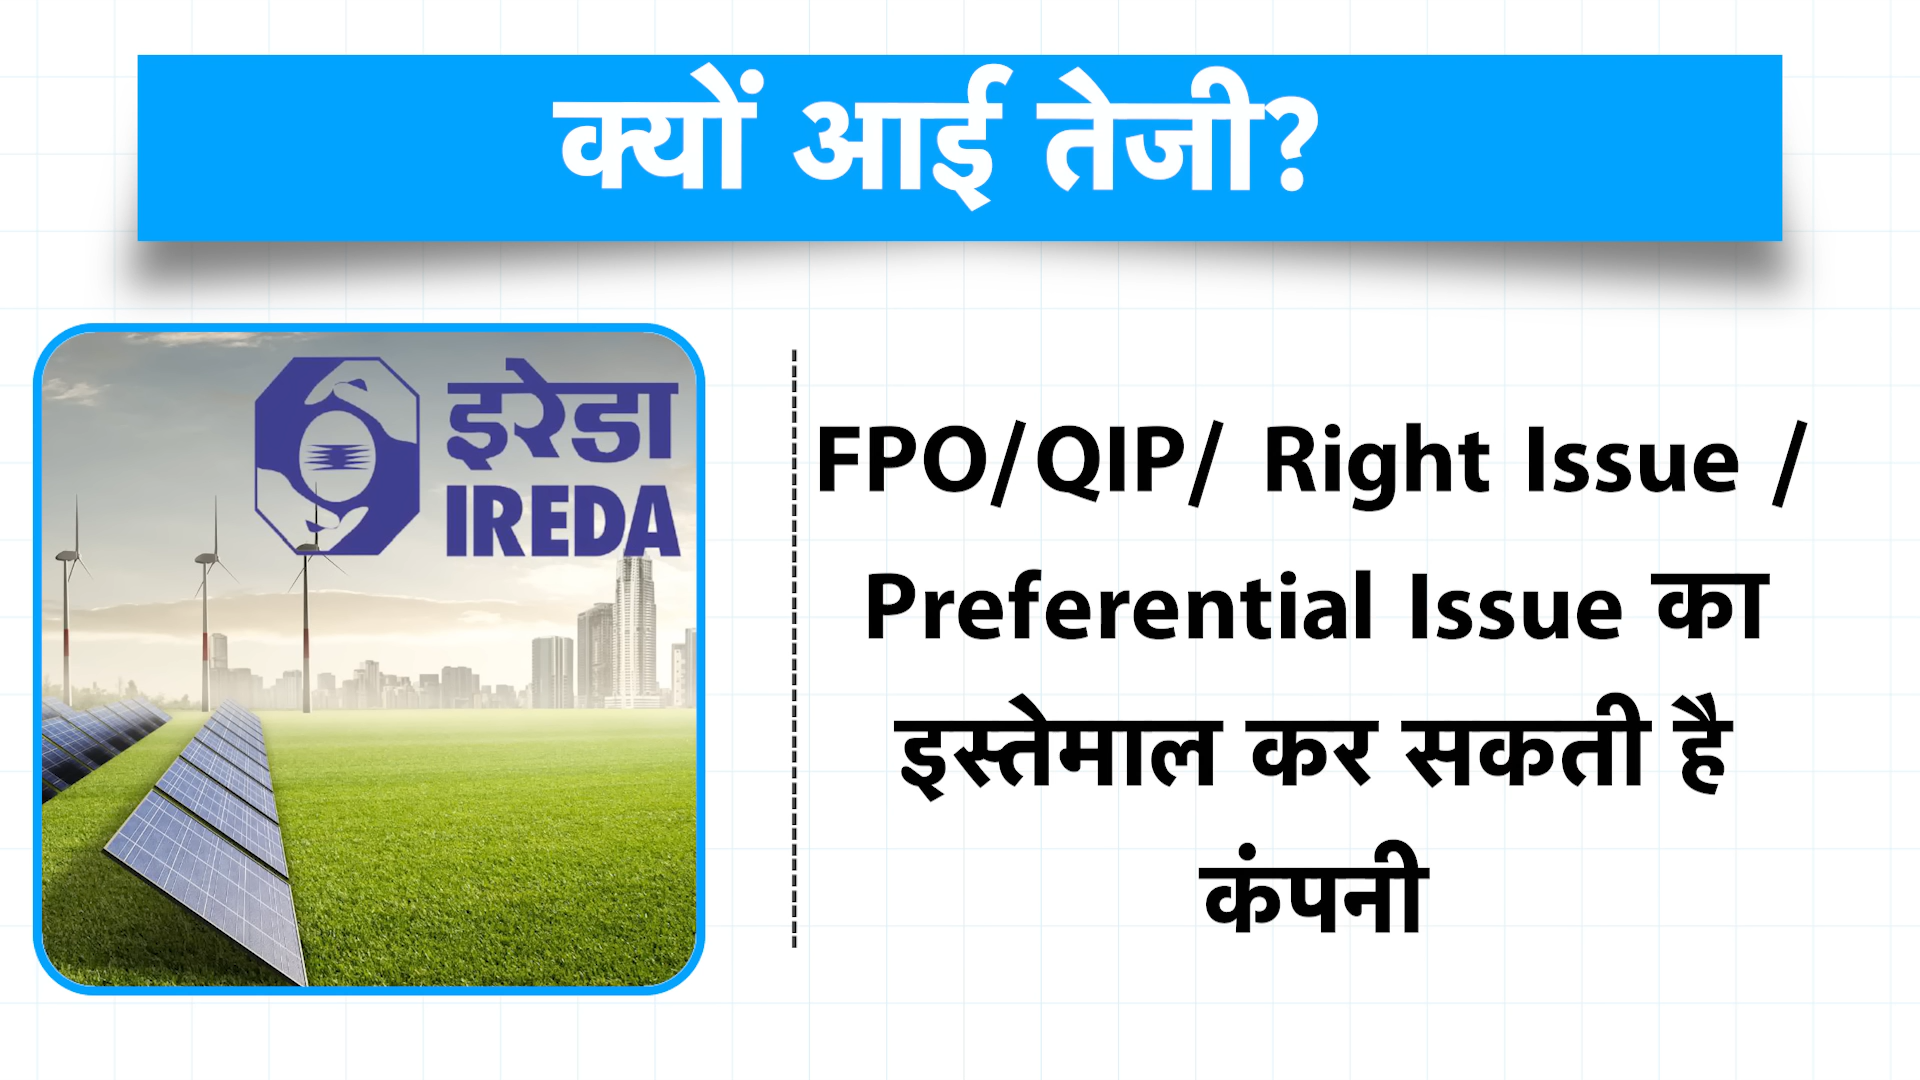 क्यों आई तेजी?
इरेडा
IREDA
FPO/QIP/ Right Issue /
Preferential Issue का
इस्तेमाल कर सकती है
कंपनी